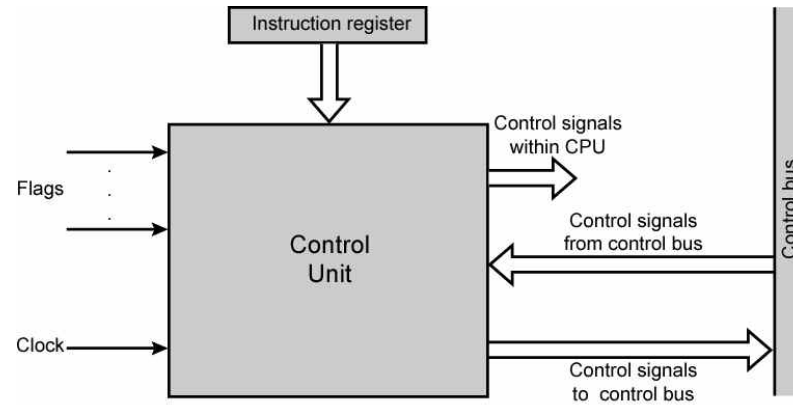 Instruction register
Control signals
within CPU
Flags
Control signals
from control bus
Control
Unit
Clock
Control signals
to control bus
Control bus